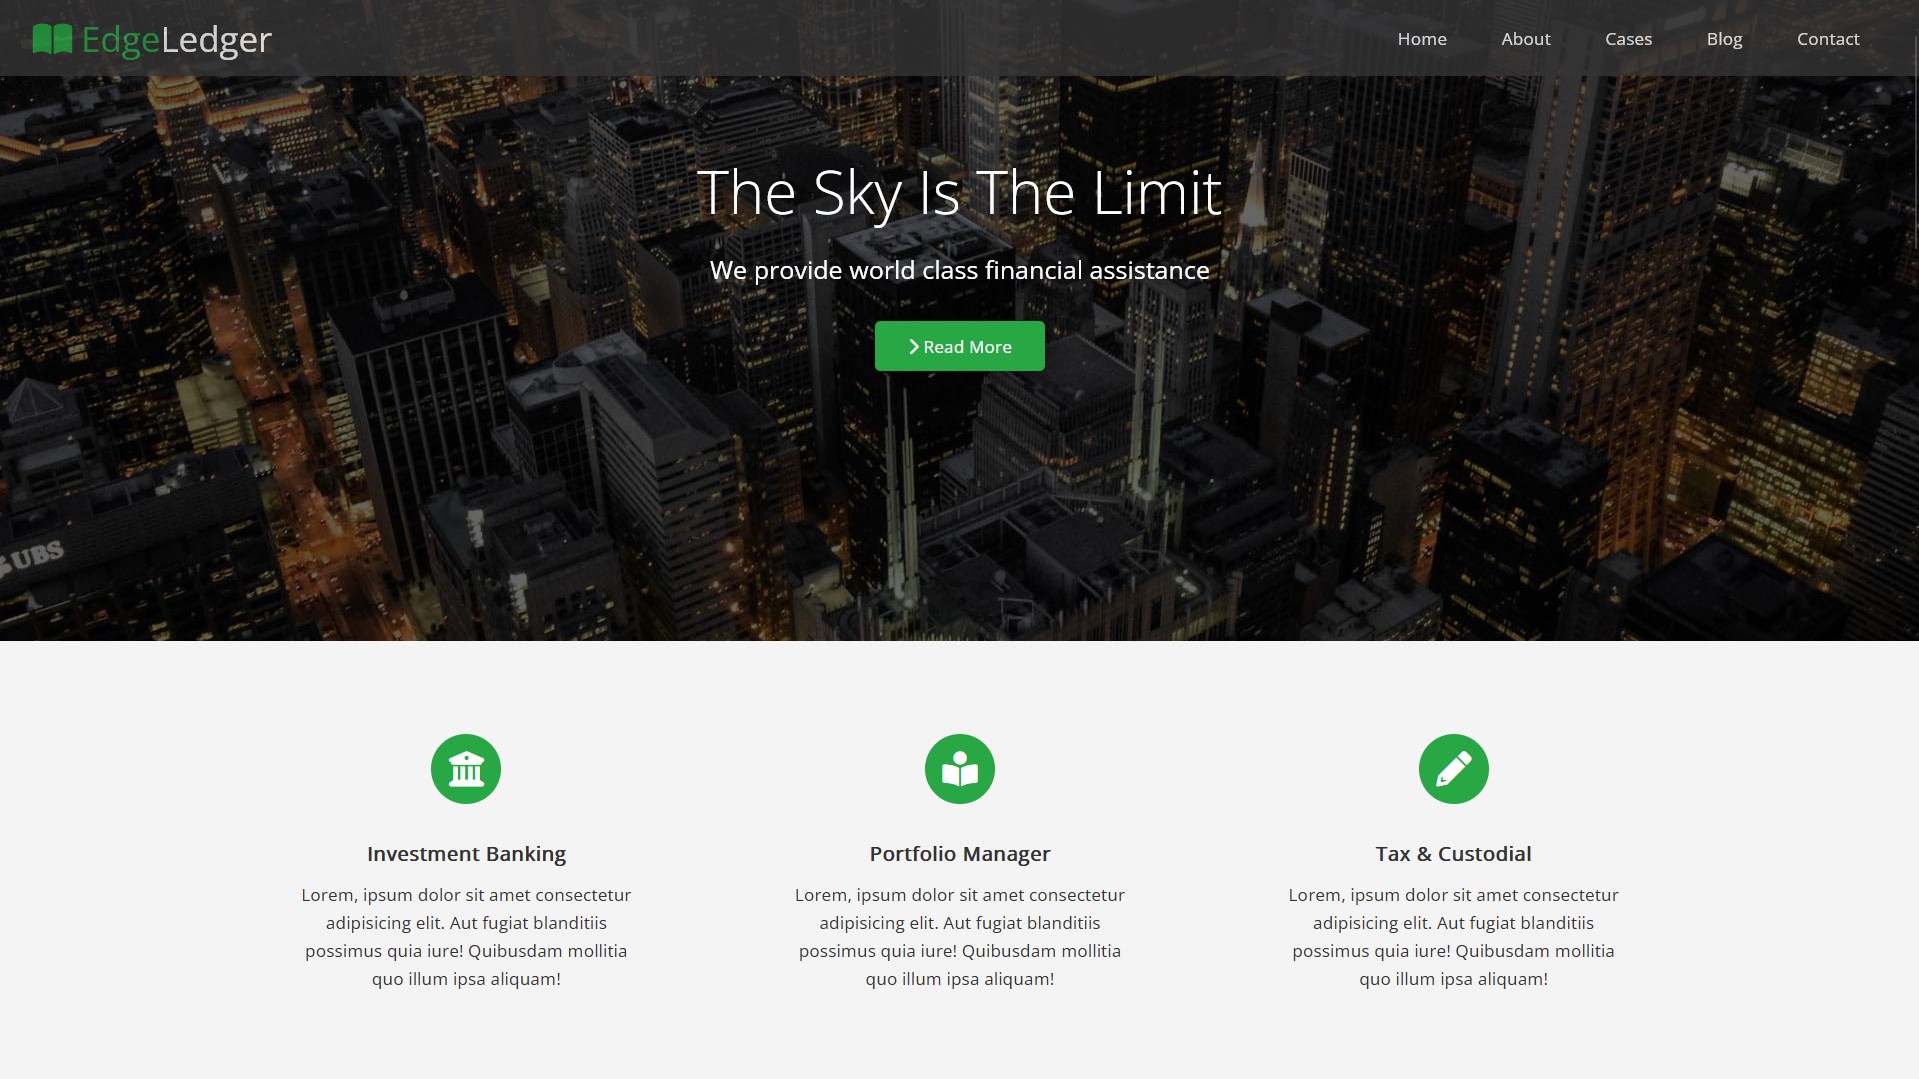 EdgeLedger
Home About Cases Blog Contact
The Sky Is The Limit
We provide world class financial assistance
Read More
UBS
Investment Banking
Lorem, ipsum dolor sit amet consectetur
adipisicing elit. Aut fugiat blanditiis
possimus quia iure! Quibusdam mollitia
quo illum ipsa aliquam!
Portfolio Manager
Lorem, ipsum dolor sit amet consectetur
adipisicing elit. Aut fugiat blanditiis
possimus quia iure! Quibusdam mollitia
quo illum ipsa aliquam!
Tax & Custodial
Lorem, ipsum dolor sit amet consectetur
adipisicing elit. Aut fugiat blanditiis
possimus quia iure! Quibusdam mollitia
quo illum ipsa aliquam!